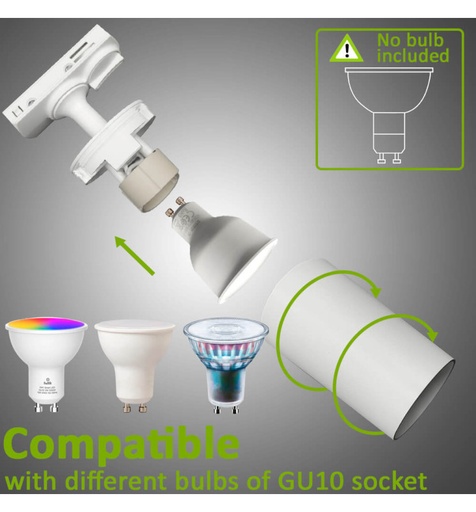 No bulb
included
Compatible
with different bulbs of GU10 socket